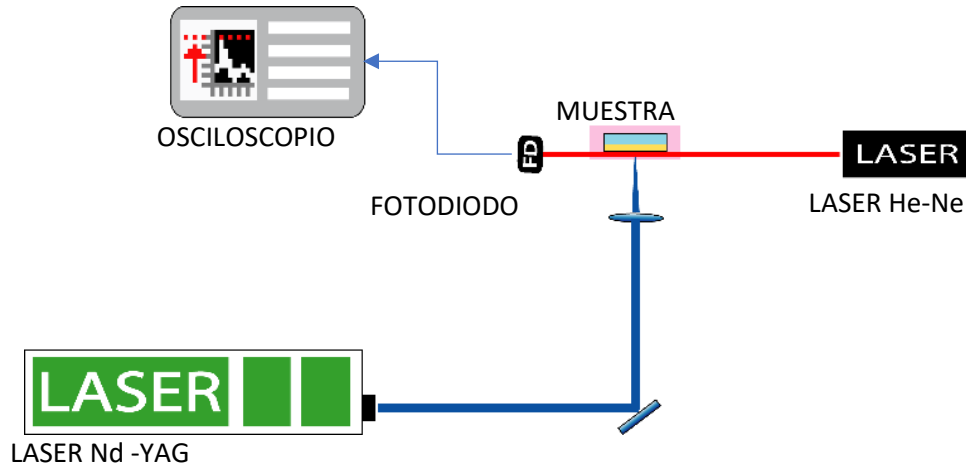 OSCILOSCOPIO
MUESTRA
FD
LASER
FOTODIODO
LASER He-Ne
LASER
LASER Nd -YAG